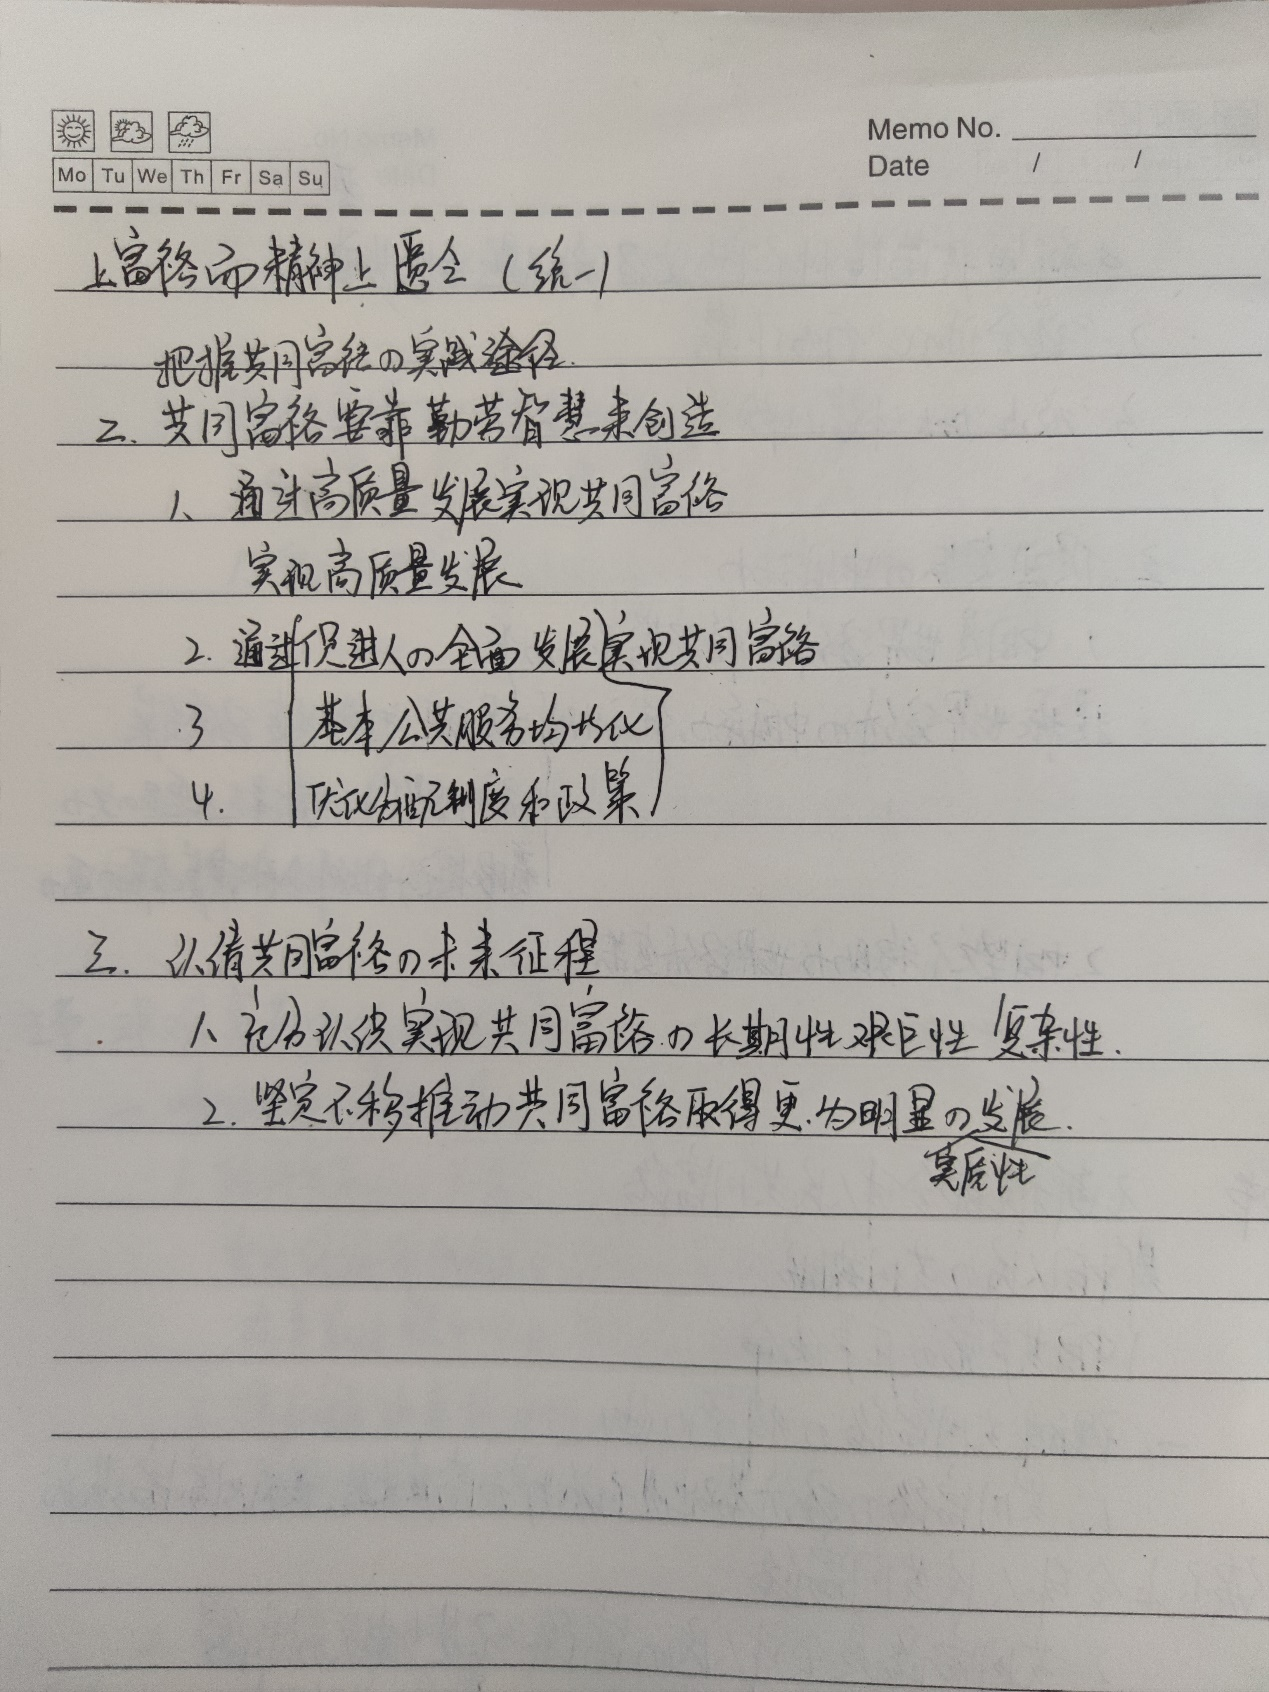 Memo No.
Date / /
Mo Tu We Th Fr Sa Su
上富裕而精神上匮乏(统一)
把握共同富裕の实践途径.
二. 共同富裕要靠勤劳智慧来创造
1、通过高质量发展实现共同富裕
实现高质量发展
2. 通过促进人の全面发展实现共同富裕
3 基本公共服务均等化
4. 优化分配制度和政策
三. 认清共同富裕の未来征程
1、充分认识实现共同富裕の长期性艰巨性 复杂性.
2. 坚定不移推动共同富裕取得更为明显の发展.
实质性